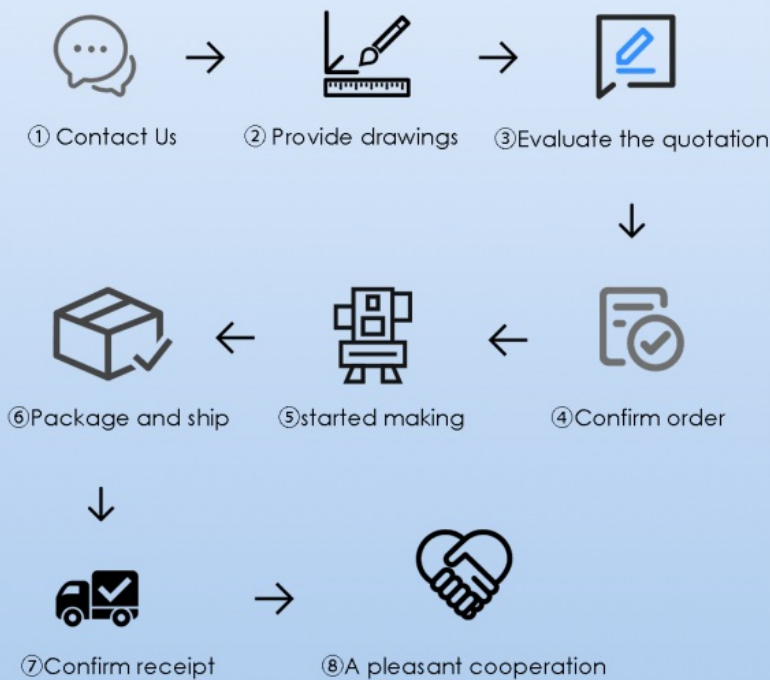 ① Contact Us
② Provide drawings
③Evaluate the quotation
④Confirm order
⑤started making
⑥Package and ship
⑦Confirm receipt
⑧A pleasant cooperation